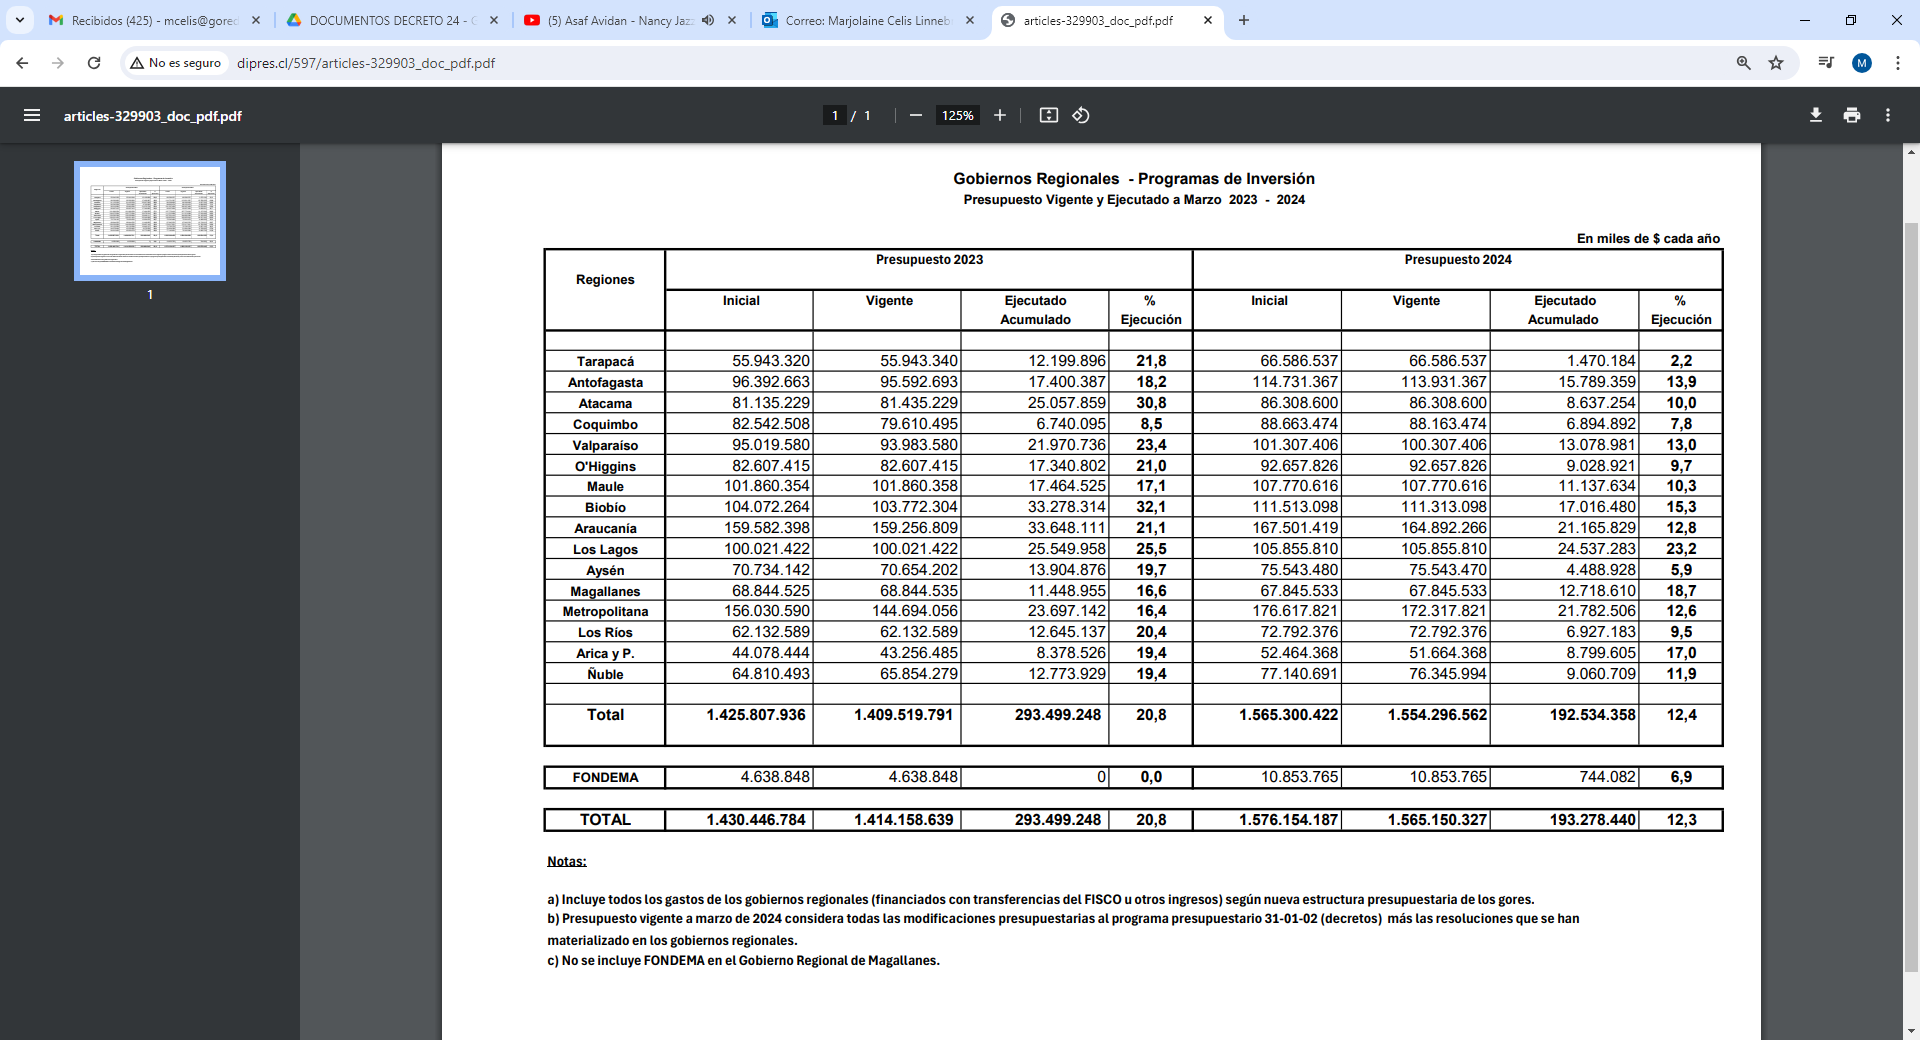 Recibidos (425) - mcelis@gored
DOCUMENTOS DECRETO 24 - G
(5) Asaf Avidan - Nancy Jazz
Correo: Marjolaine Celis Linneb
articles-329903_doc_pdf.pdf
No es seguro dipres.cl/597/articles-329903_doc_pdf.pdf M
articles-329903_doc_pdf.pdf 1 / 1 125%
1
Gobiernos Regionales - Programas de Inversión
Presupuesto Vigente y Ejecutado a Marzo 2023 - 2024
En miles de $ cada año
Regiones Presupuesto 2023 Presupuesto 2024
Inicial Vigente Ejecutado % Inicial Vigente Ejecutado %
Acumulado Ejecución Acumulado Ejecución
Tarapacá 55.943.320 55.943.340 12.199.896 21,8 66.586.537 66.586.537 1.470.184 2,2
Antofagasta 96.392.663 95.592.693 17.400.387 18,2 114.731.367 113.931.367 15.789.359 13,9
Atacama 81.135.229 81.435.229 25.057.859 30,8 86.308.600 86.308.600 8.637.254 10,0
Coquimbo 82.542.508 79.610.495 6.740.095 8,5 88.663.474 88.163.474 6.894.892 7,8
Valparaíso 95.019.580 93.983.580 21.970.736 23,4 101.307.406 100.307.406 13.078.981 13,0
O'Higgins 82.607.415 82.607.415 17.340.802 21,0 92.657.826 92.657.826 9.028.921 9,7
Maule 101.860.354 101.860.358 17.464.525 17,1 107.770.616 107.770.616 11.137.634 10,3
Biobío 104.072.264 103.772.304 33.278.314 32,1 111.513.098 111.313.098 17.016.480 15,3
Araucanía 159.582.398 159.256.809 33.648.111 21,1 167.501.419 164.892.266 21.165.829 12,8
Los Lagos 100.021.422 100.021.422 25.549.958 25,5 105.855.810 105.855.810 24.537.283 23,2
Aysén 70.734.142 70.654.202 13.904.876 19,7 75.543.480 75.543.470 4.488.928 5,9
Magallanes 68.844.525 68.844.535 11.448.955 16,6 67.845.533 67.845.533 12.718.610 18,7
Metropolitana 156.030.590 144.694.056 23.697.142 16,4 176.617.821 172.317.821 21.782.506 12,6
Los Ríos 62.132.589 62.132.589 12.645.137 20,4 72.792.376 72.792.376 6.927.183 9,5
Arica y P. 44.078.444 43.256.485 8.378.526 19,4 52.464.368 51.664.368 8.799.605 17,0
Ñuble 64.810.493 65.854.279 12.773.929 19,4 77.140.691 76.345.994 9.060.709 11,9
Total 1.425.807.936 1.409.519.791 293.499.248 20,8 1.565.300.422 1.554.296.562 192.534.358 12,4
FONDEMA 4.638.848 4.638.848 0 0,0 10.853.765 10.853.765 744.082 6,9
TOTAL 1.430.446.784 1.414.158.639 293.499.248 20,8 1.576.154.187 1.565.150.327 193.278.440 12,3
Notas:
a) Incluye todos los gastos de los gobiernos regionales (financiados con transferencias del FISCO u otros ingresos) según nueva estructura presupuestaria de los gores.
b) Presupuesto vigente a marzo de 2024 considera todas las modificaciones presupuestarias al programa presupuestario 31-01-02 (decretos) más las resoluciones que se han
materializado en los gobiernos regionales.
c) No se incluye FONDEMA en el Gobierno Regional de Magallanes.